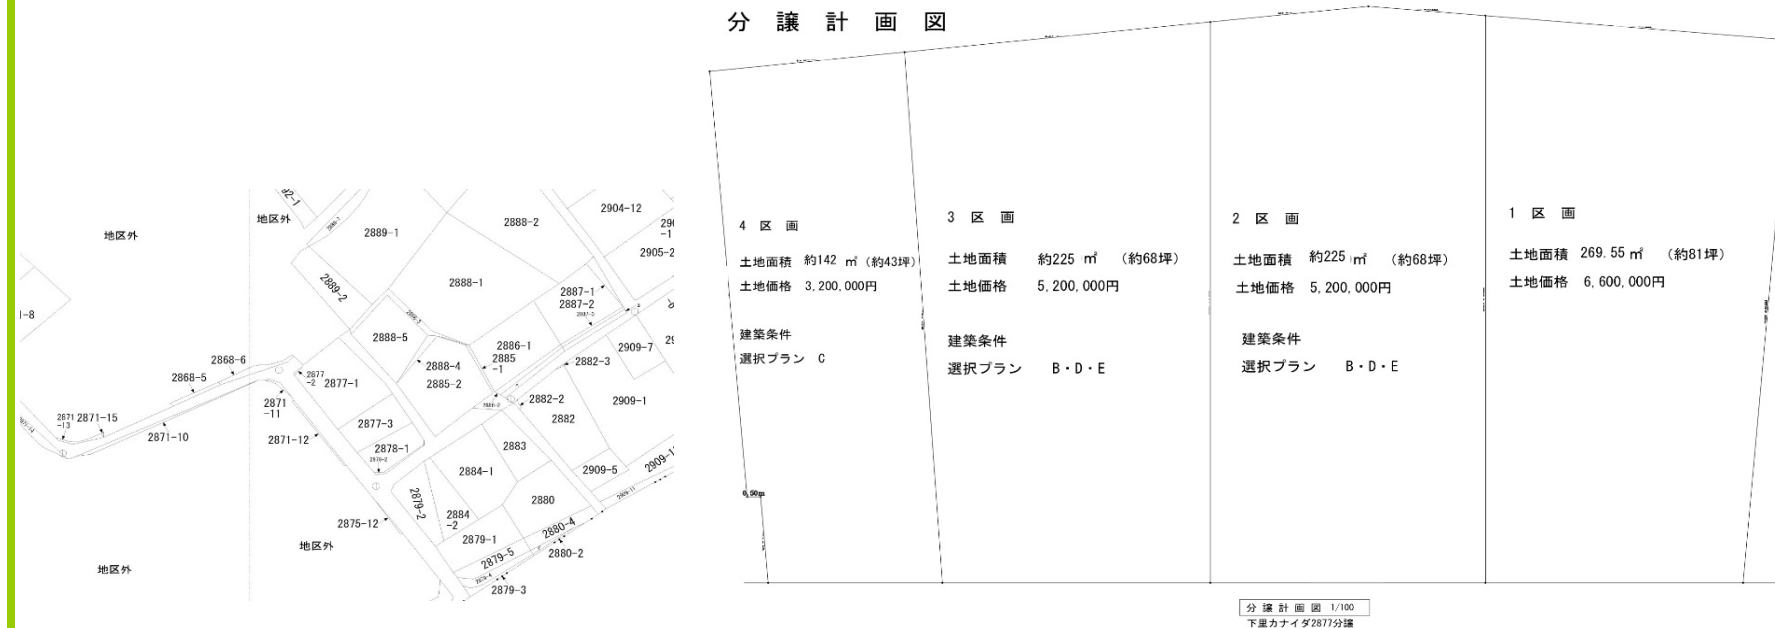 分 譲 計 画 図
4 区 画
土地面積 約142 ㎡ (約43坪)
土地価格 3,200,000円
建築条件
選択プラン C
3 区 画
土地面積 約225 ㎡ (約68坪)
土地価格 5,200,000円
建築条件
選択プラン B・D・E
2 区 画
土地面積 約225 ㎡ (約68坪)
土地価格 5,200,000円
建築条件
選択プラン B・D・E
1 区 画
土地面積 269.55 ㎡ (約81坪)
土地価格 6,600,000円
0.50m
分 譲 計 画 図 1/100
下里カナイダ2877分譲
92-1
地区外
地区外
2889-1
2888-2
2904-12
2905-2
2889-2
2888-1
2887-1
2887-2
2888-5
2886-1
2885
-1
2882-3
2909-7
2888-4
2885-2
2868-6
2868-5
2877
-2
2877-1
2871
-11
2871
-13
2871-15
2871-10
2871-12
2877-3
2878-1
2882-2
2882
2909-1
2883
2884-1
2909-5
2879-2
2884
-2
2880
2875-12
2879-1
2880-4
2879-5
2880-2
2879-3
地区外
地区外